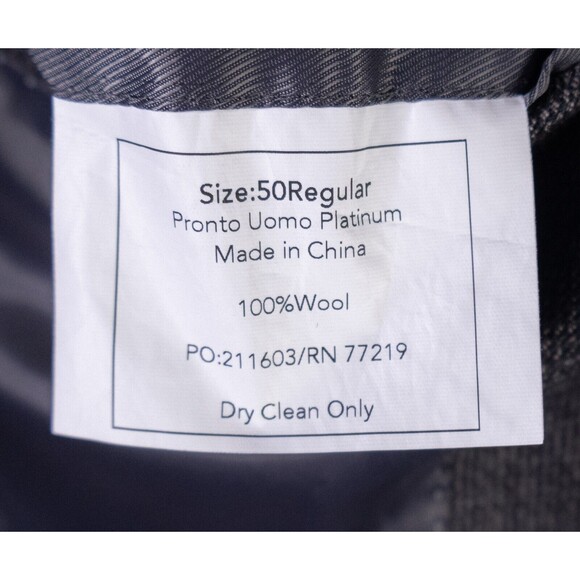 Size:50Regular
Pronto Uomo Platinum
Made in China
100%Wool
PO:211603/RN 77219
Dry Clean Only